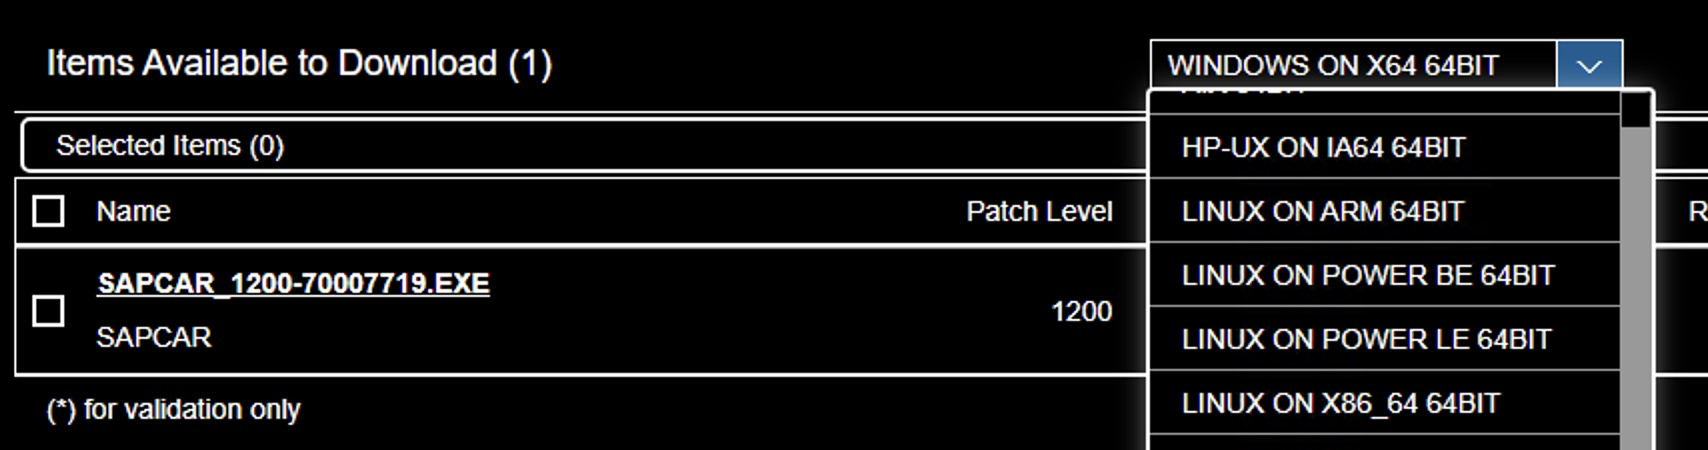 Items Available to Download (1)
WINDOWS ON X64 64BIT
Selected Items (0)
HP-UX ON IA64 64BIT
Name
Patch Level
LINUX ON ARM 64BIT
R
SAPCAR_1200-70007719.EXE
LINUX ON POWER BE 64BIT
SAPCAR
1200
LINUX ON POWER LE 64BIT
(*) for validation only
LINUX ON X86_64 64BIT